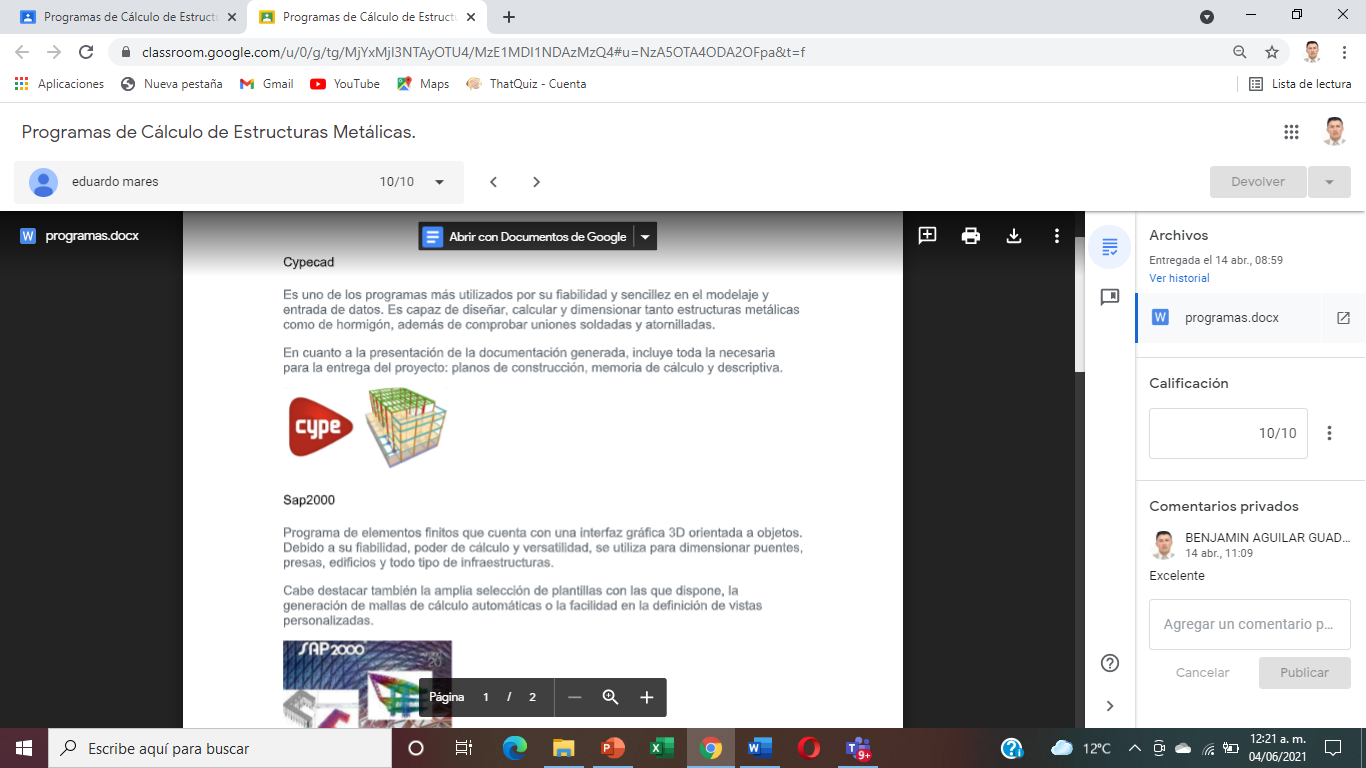 Programas de Cálculo de Estructu
Programas de Cálculo de Estructu
classroom.google.com/u/0/g/tg/MjYxMjI3NTAyOTU4/MzE1MDI1NDAzMzQ4#u=NzA5OTA4ODA2OFpa&t=f
Aplicaciones
Nueva pestaña
Gmail
YouTube
Maps
ThatQuiz - Cuenta
Lista de lectura
Programas de Cálculo de Estructuras Metálicas.
eduardo mares
10/10
Devolver
programas.docx
Abrir con Documentos de Google
Cypecad
Es uno de los programas más utilizados por su fiabilidad y sencillez en el modelaje y
entrada de datos. Es capaz de diseñar, calcular y dimensionar tanto estructuras metálicas
como de hormigón, además de comprobar uniones soldadas y atornilladas.
En cuanto a la presentación de la documentación generada, incluye toda la necesaria
para la entrega del proyecto: planos de construcción, memoria de cálculo y descriptiva.
cype
Sap2000
Programa de elementos finitos que cuenta con una interfaz gráfica 3D orientada a objetos.
Debido a su fiabilidad, poder de cálculo y versatilidad, se utiliza para dimensionar puentes,
presas, edificios y todo tipo de infraestructuras.
Cabe destacar también la amplia selección de plantillas con las que dispone, la
generación de mallas de cálculo automáticas o la facilidad en la definición de vistas
personalizadas.
SAP2000
20
Página 1 / 2
Archivos
Entregada el 14 abr., 08:59
Ver historial
programas.docx
Calificación
10/10
Comentarios privados
BENJAMIN AGUILAR GUAD...
14 abr., 11:09
Excelente
Agregar un comentario p...
Cancelar
Publicar
Escribe aquí para buscar
9+
12°C
12:21 a. m.
04/06/2021